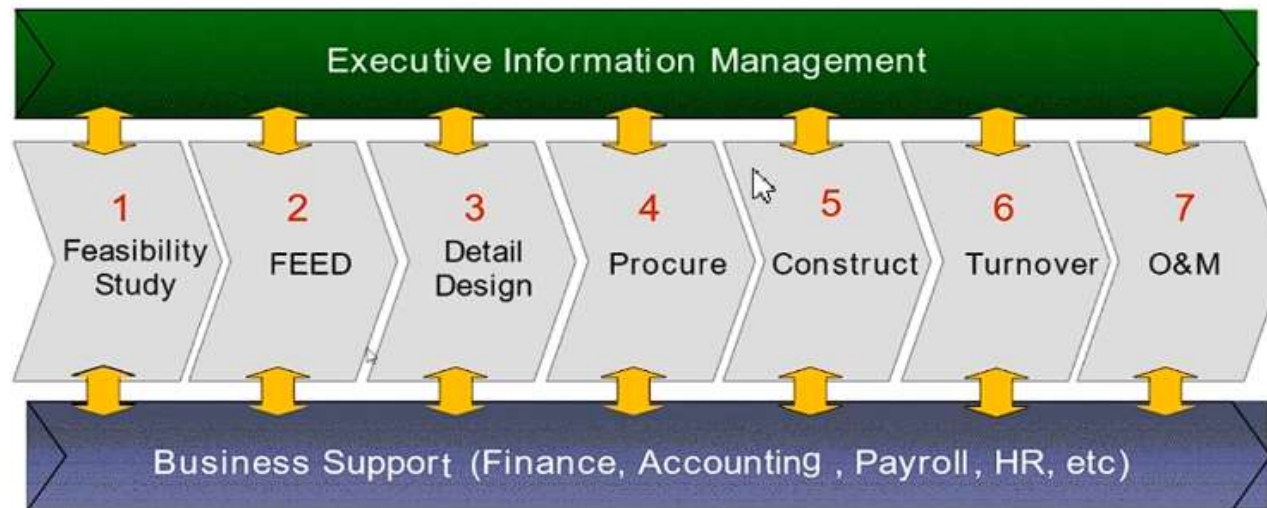 Executive Information Management
1
Feasibility
Study
2
FEED
3
Detail
Design
4
Procure
5
Construct
6
Turnover
7
O&M
Business Support (Finance, Accounting , Payroll, HR, etc)